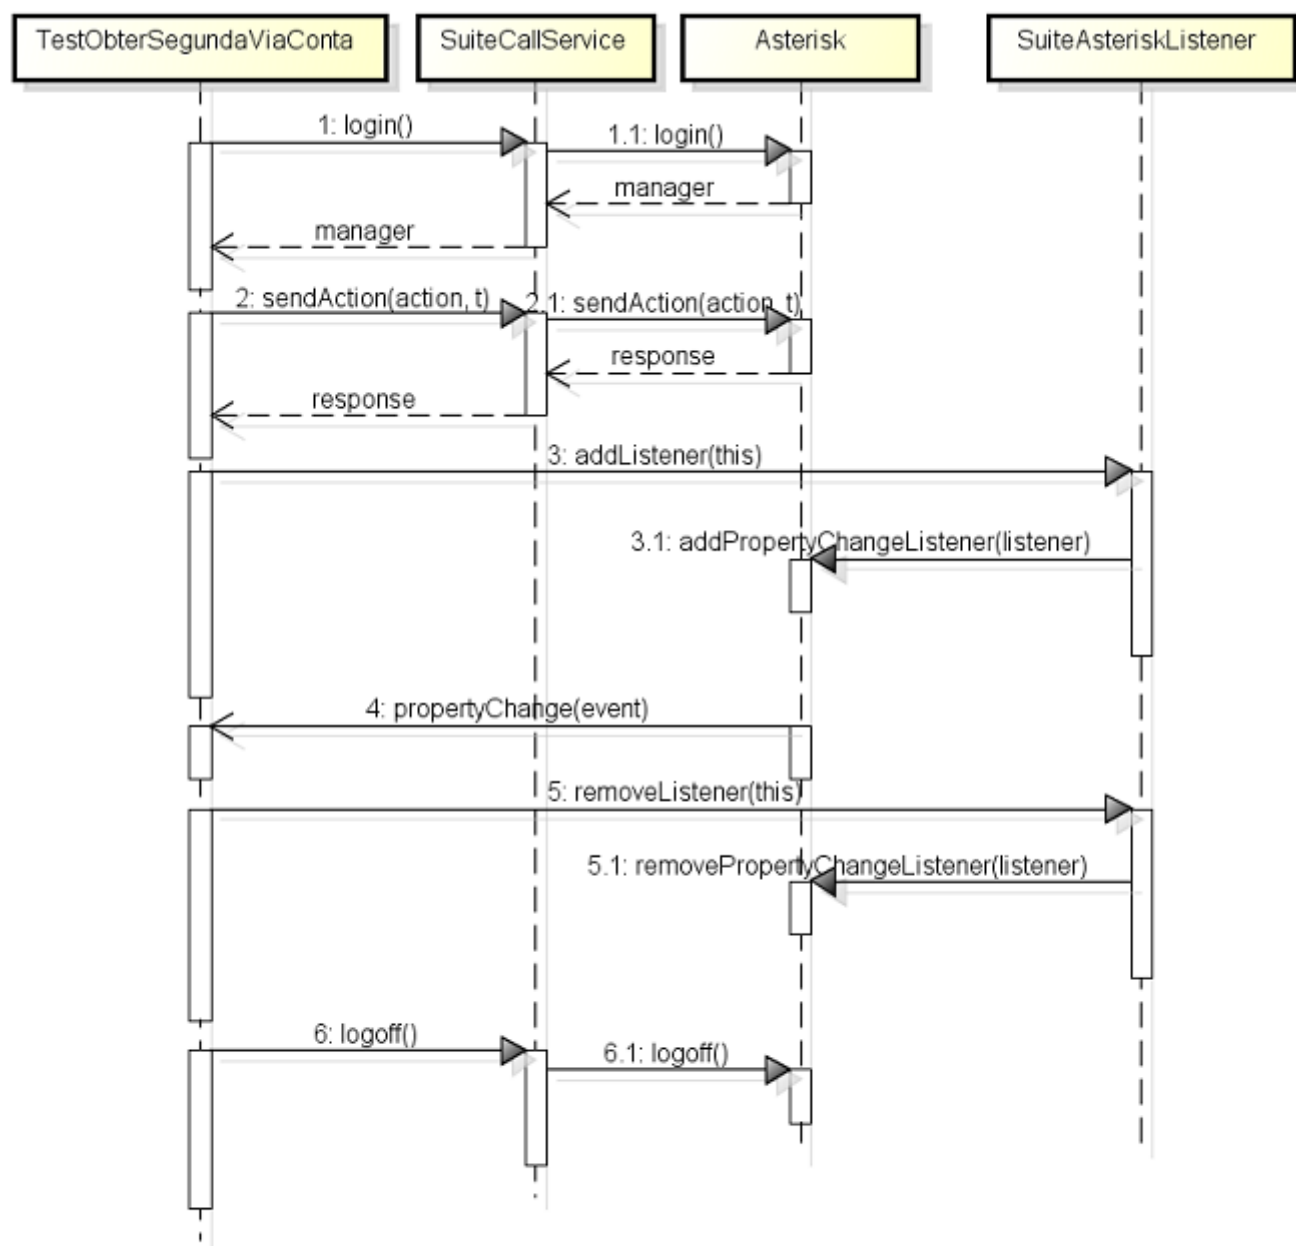 TestObterSegundaViaConta
SuiteCallService
Asterisk
SuiteAsteriskListener
1: login()
1.1: login()
manager
manager
2: sendAction(action, t)
2.1: sendAction(action, t)
response
response
3: addListener(this)
3.1: addPropertyChangeListener(listener)
4: propertyChange(event)
5: removeListener(this)
5.1: removePropertyChangeListener(listener)
6: logoff()
6.1: logoff()